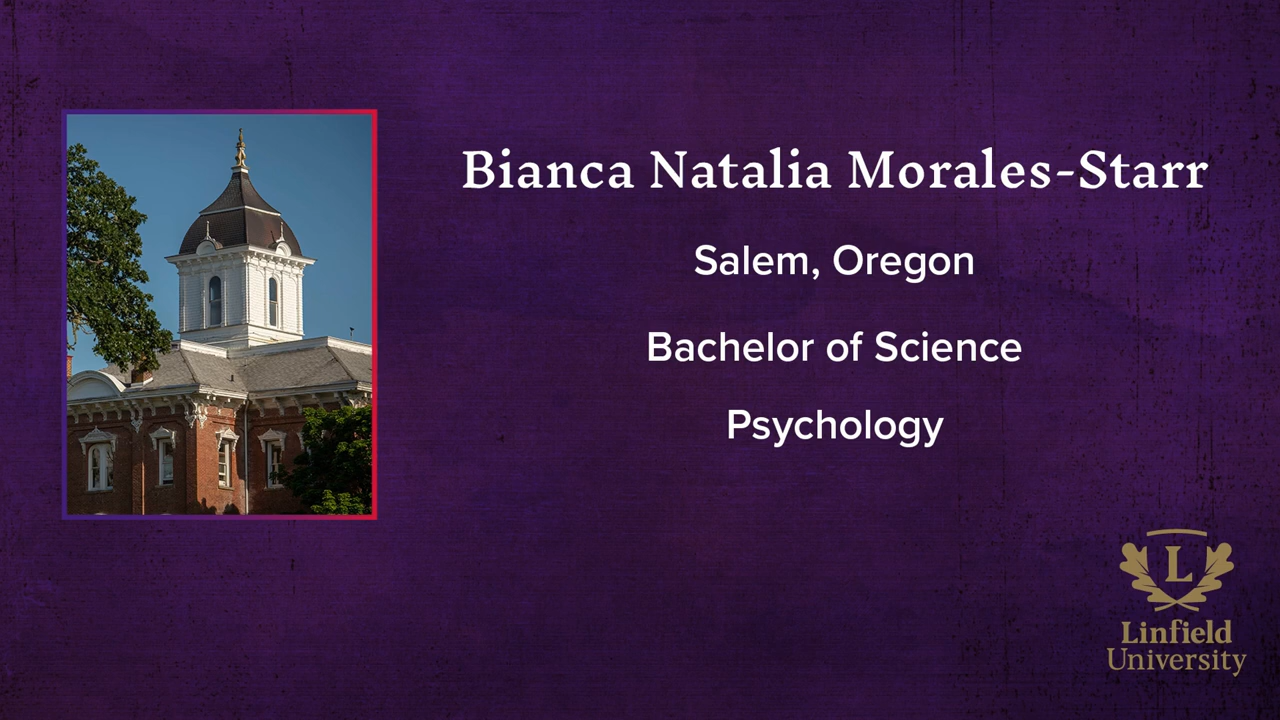 Bianca Natalia Morales-Starr
Salem, Oregon
Bachelor of Science
Psychology
L
Linfield
University